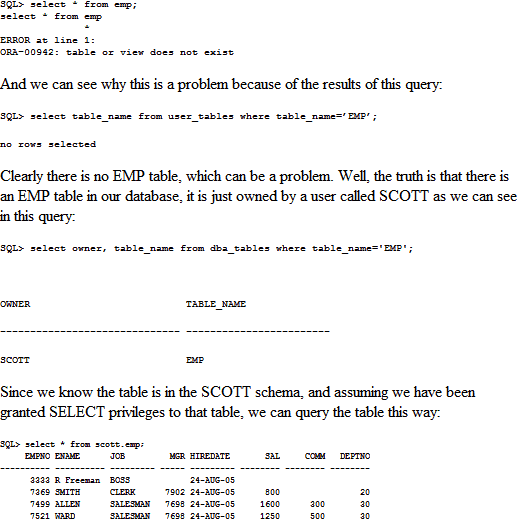 SQL> select * from emp;
select * from emp
*
ERROR at line 1:
ORA-00942: table or view does not exist
And we can see why this is a problem because of the results of this query:
SQL> select table_name from user_tables where table_name=’EMP’;
no rows selected
Clearly there is no EMP table, which can be a problem. Well, the truth is that there is
an EMP table in our database, it is just owned by a user called SCOTT as we can see
in this query:
SQL> select owner, table_name from dba_tables where table_name='EMP';
OWNER TABLE_NAME
------------------------------ ------------------------
SCOTT EMP
Since we know the table is in the SCOTT schema, and assuming we have been
granted SELECT privileges to that table, we can query the table this way:
SQL> select * from scott.emp;
EMPNO ENAME JOB MGR HIREDATE SAL COMM DEPTNO
---------- ---------- --------- ----- --------- -------- -------- --------
3333 R Freeman BOSS 24-AUG-05
7369 SMITH CLERK 7902 24-AUG-05 800 20
7499 ALLEN SALESMAN 7698 24-AUG-05 1600 300 30
7521 WARD SALESMAN 7698 24-AUG-05 1250 500 30